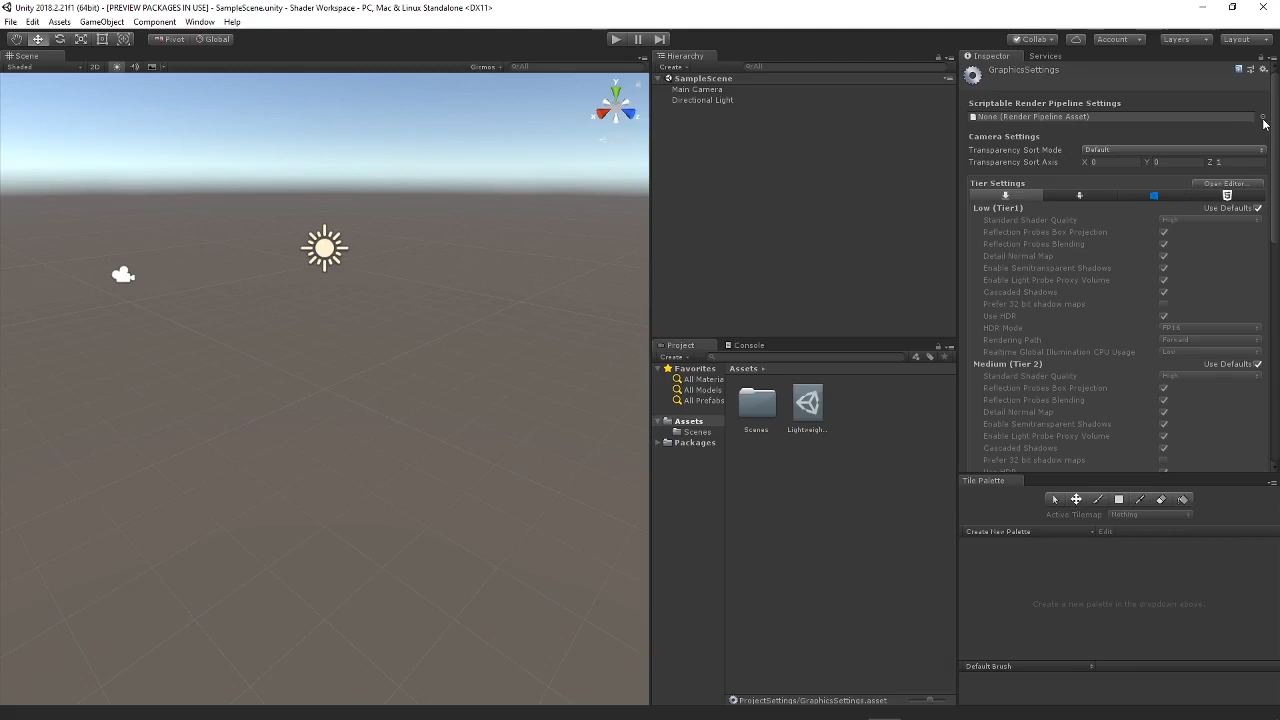 Unity 2018.2.21f1 (64bit) - [PREVIEW PACKAGES IN USE] - SampleScene.unity - Shader Workspace - PC, Mac & Linux Standalone <DX11>
File Edit Assets GameObject Component Window Help
Pivot Global Collab Account Layers Layout
Scene
Shaded 2D Gizmos All
y
x
z
Hierarchy
Create All
SampleScene
Main Camera
Directional Light
Project Console
Create
Favorites
All Materia
All Models
All Prefabs
Assets
Scenes
Packages
Assets
Scenes
Lightweigh...
ProjectSettings/GraphicsSettings.asset
Inspector Services
GraphicsSettings
Scriptable Render Pipeline Settings
None (Render Pipeline Asset)
Camera Settings
Transparency Sort Mode Default
Transparency Sort Axis X 0 Y 0 Z 1
Tier Settings Open Editor...
Low (Tier1) Use Defaults
Standard Shader Quality High
Reflection Probes Box Projection
Reflection Probes Blending
Detail Normal Map
Enable Semitransparent Shadows
Enable Light Probe Proxy Volume
Cascaded Shadows
Prefer 32 bit shadow maps
Use HDR
HDR Mode FP16
Rendering Path Forward
Realtime Global Illumination CPU Usage Low
Medium (Tier 2) Use Defaults
Standard Shader Quality High
Reflection Probes Box Projection
Reflection Probes Blending
Detail Normal Map
Enable Semitransparent Shadows
Enable Light Probe Proxy Volume
Cascaded Shadows
Prefer 32 bit shadow maps
Tile Palette
Active Tilemap Nothing
Create New Palette Edit
Create a new palette in the dropdown above.
Default Brush